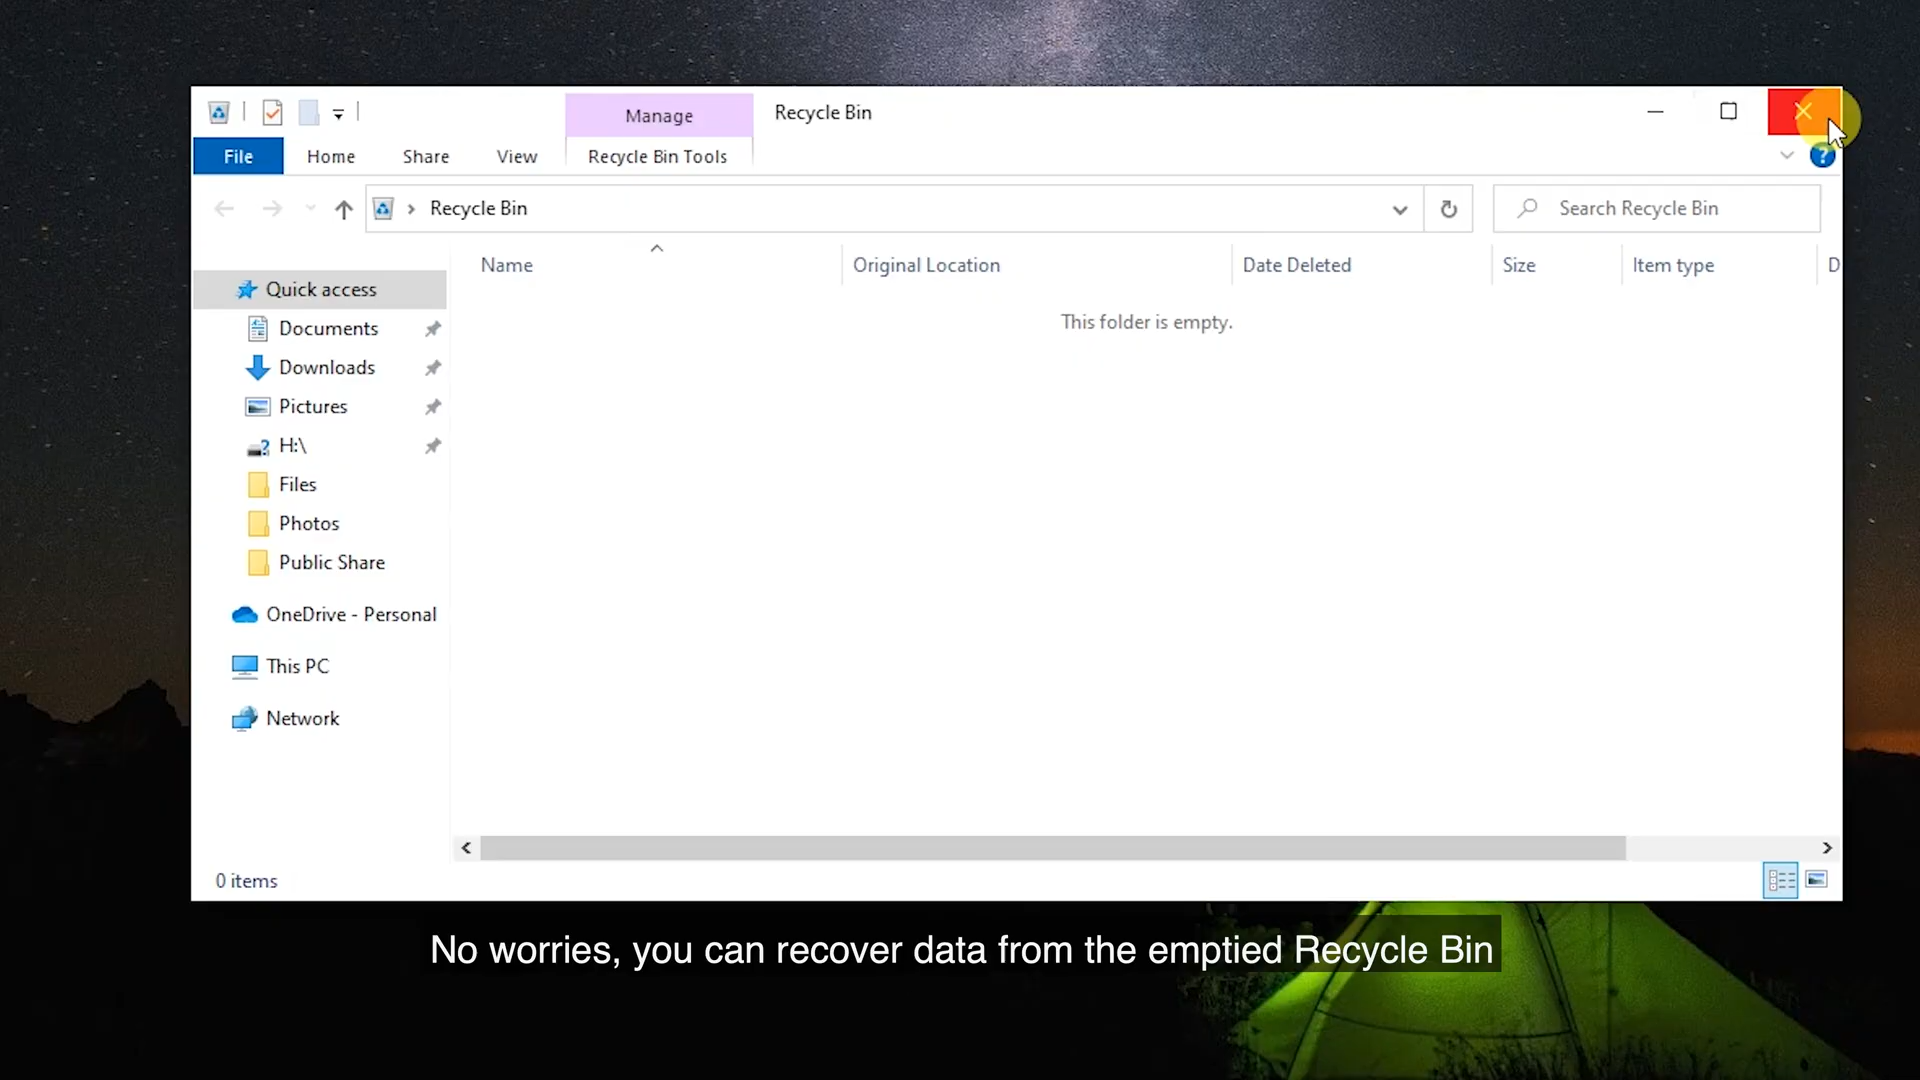 Manage
Recycle Bin
File
Home
Share
View
Recycle Bin Tools
?
Recycle Bin
Search Recycle Bin
Name
Original Location
Date Deleted
Size
Item type
D
This folder is empty.
Quick access
Documents
Downloads
Pictures
H:\
Files
Photos
Public Share
OneDrive - Personal
This PC
Network
0 items
No worries, you can recover data from the emptied Recycle Bin